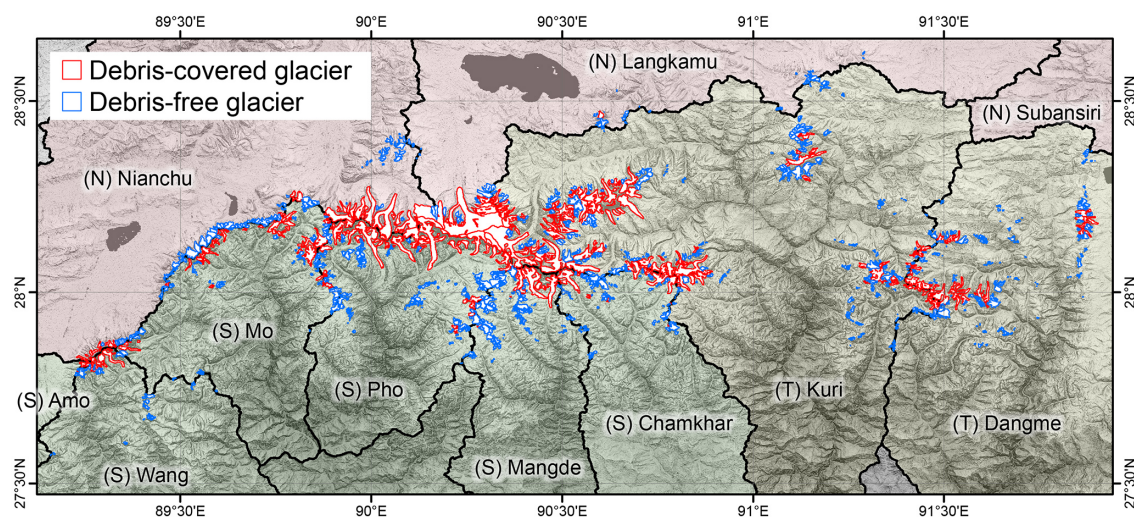 89°30'E 90°E 90°30'E 91°E 91°30'E
Debris-covered glacier
Debris-free glacier
(N) Langkamu
28°30'N
28°30'N
(N) Subansiri
(N) Nianchu
28°N
28°N
(S) Mo
(S) Amo
(S) Pho
(T) Kuri
(S) Chamkhar
(T) Dangme
(S) Wang
(S) Mangde
27°30'N
27°30'N
89°30'E 90°E 90°30'E 91°E 91°30'E